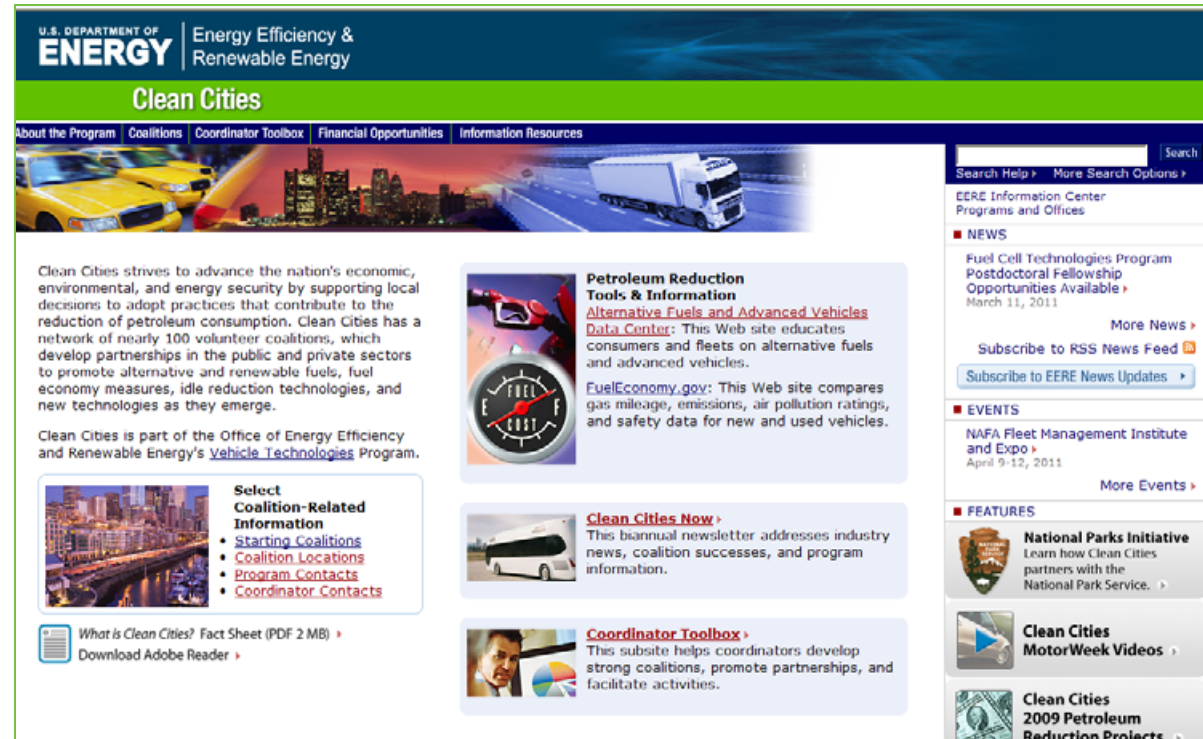 U.S. DEPARTMENT OF
ENERGY
Energy Efficiency &
Renewable Energy
Clean Cities
About the Program
Coalitions
Coordinator Toolbox
Financial Opportunities
Information Resources
Search
Search Help
More Search Options
EERE Information Center
Programs and Offices
Clean Cities strives to advance the nation's economic,
environmental, and energy security by supporting local
decisions to adopt practices that contribute to the
reduction of petroleum consumption. Clean Cities has a
network of nearly 100 volunteer coalitions, which
develop partnerships in the public and private sectors
to promote alternative and renewable fuels, fuel
economy measures, idle reduction technologies, and
new technologies as they emerge.
Clean Cities is part of the Office of Energy Efficiency
and Renewable Energy's Vehicle Technologies Program.
Select
Coalition-Related
Information
Starting Coalitions
Coalition Locations
Program Contacts
Coordinator Contacts
What is Clean Cities? Fact Sheet (PDF 2 MB)
Download Adobe Reader
FUEL
E F
COST
Petroleum Reduction
Tools & Information
Alternative Fuels and Advanced Vehicles
Data Center: This Web site educates
consumers and fleets on alternative fuels
and advanced vehicles.
FuelEconomy.gov: This Web site compares
gas mileage, emissions, air pollution ratings,
and safety data for new and used vehicles.
Clean Cities Now
This biannual newsletter addresses industry
news, coalition successes, and program
information.
Coordinator Toolbox
This subsite helps coordinators develop
strong coalitions, promote partnerships, and
facilitate activities.
NEWS
Fuel Cell Technologies Program
Postdoctoral Fellowship
Opportunities Available
March 11, 2011
More News
Subscribe to RSS News Feed
Subscribe to EERE News Updates
EVENTS
NAFA Fleet Management Institute
and Expo
April 9-12, 2011
More Events
FEATURES
National Parks Initiative
Learn how Clean Cities
partners with the
National Park Service.
Clean Cities
MotorWeek Videos
Clean Cities
2009 Petroleum
Reduction Projects